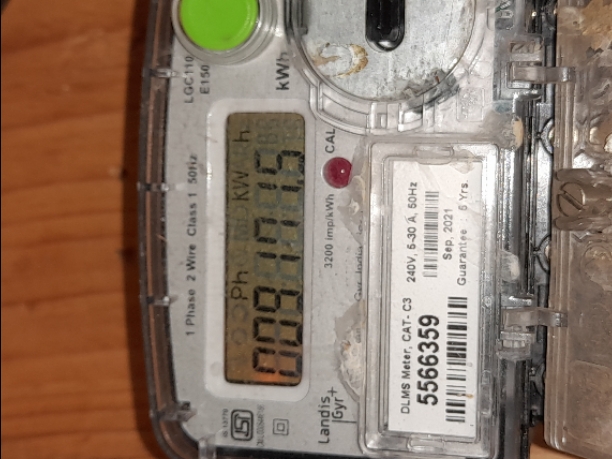 LGC110
E150
kWh
1 Phase 2 Wire Class 1 50Hz
Ph kW h
CAL
3200 imp/kWh
Landis
Gyr+
DLMS Meter, CAT- C3
5566359
240V, 5-30 A, 50Hz
Sep, 2021
Guarantee : 5 Yrs.